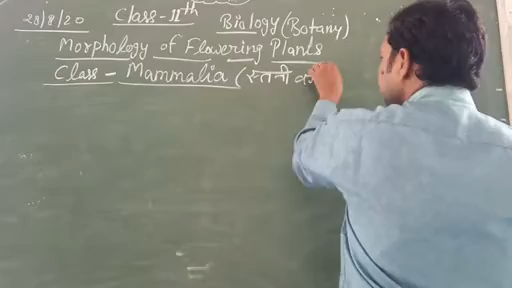 28/8/20 Class-11th Biology (Botany)
Morphology of Flowering Plants
Class - Mammalia (स्तनी